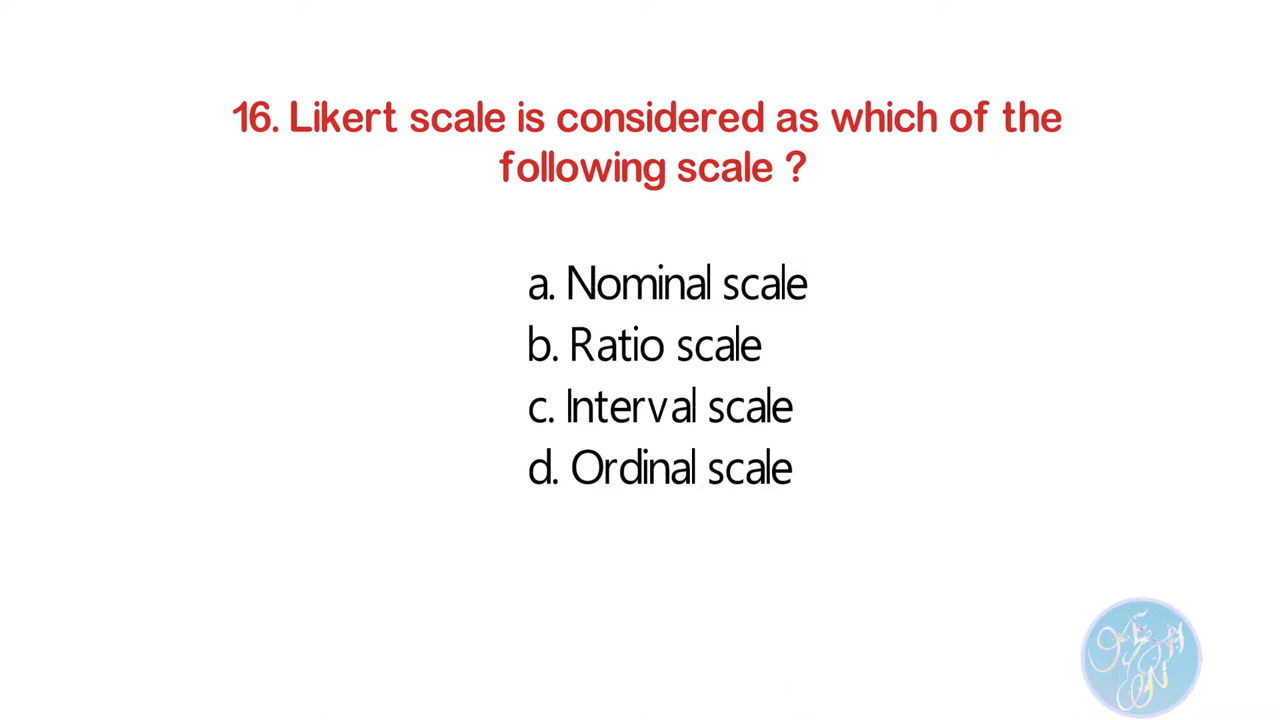 16. Likert scale is considered as which of the
following scale ?
a. Nominal scale
b. Ratio scale
c. Interval scale
d. Ordinal scale